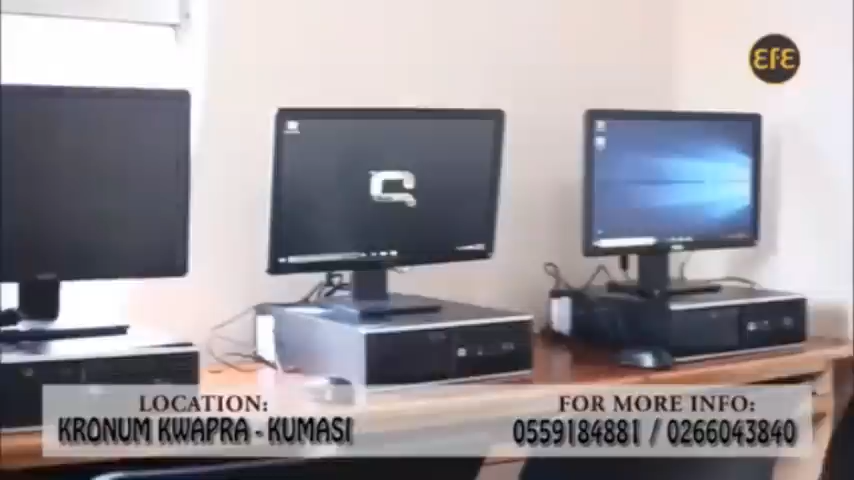 EFE
LOCATION:
KRONUM KWAPRA - KUMASI
FOR MORE INFO:
0559184881 / 0266043840